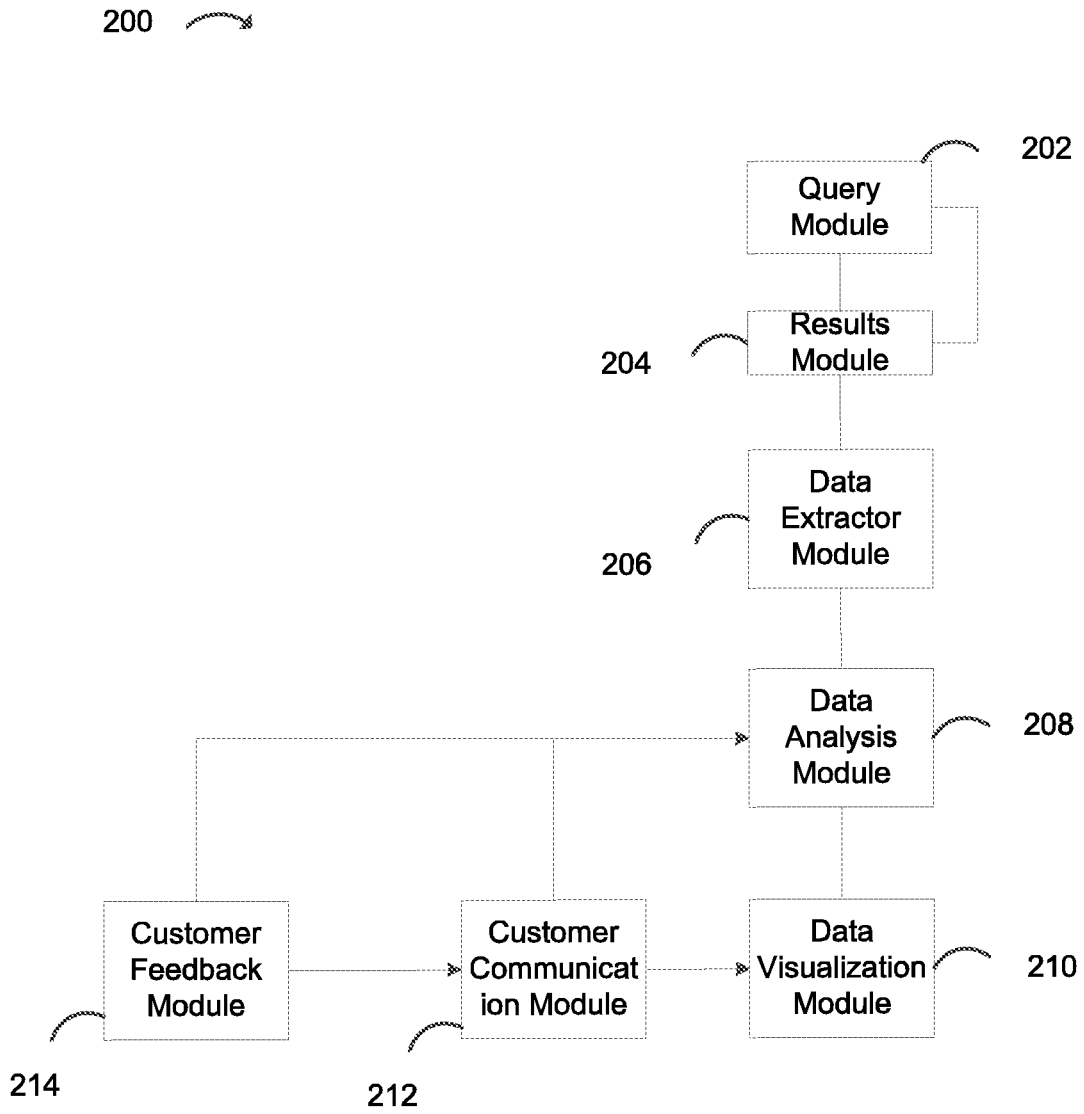 200
202
Query
Module
Results
Module
204
Data
Extractor
Module
206
Data
Analysis
Module
208
Customer
Feedback
Module
Customer
Communicat
ion Module
Data
Visualization
Module
210
214
212